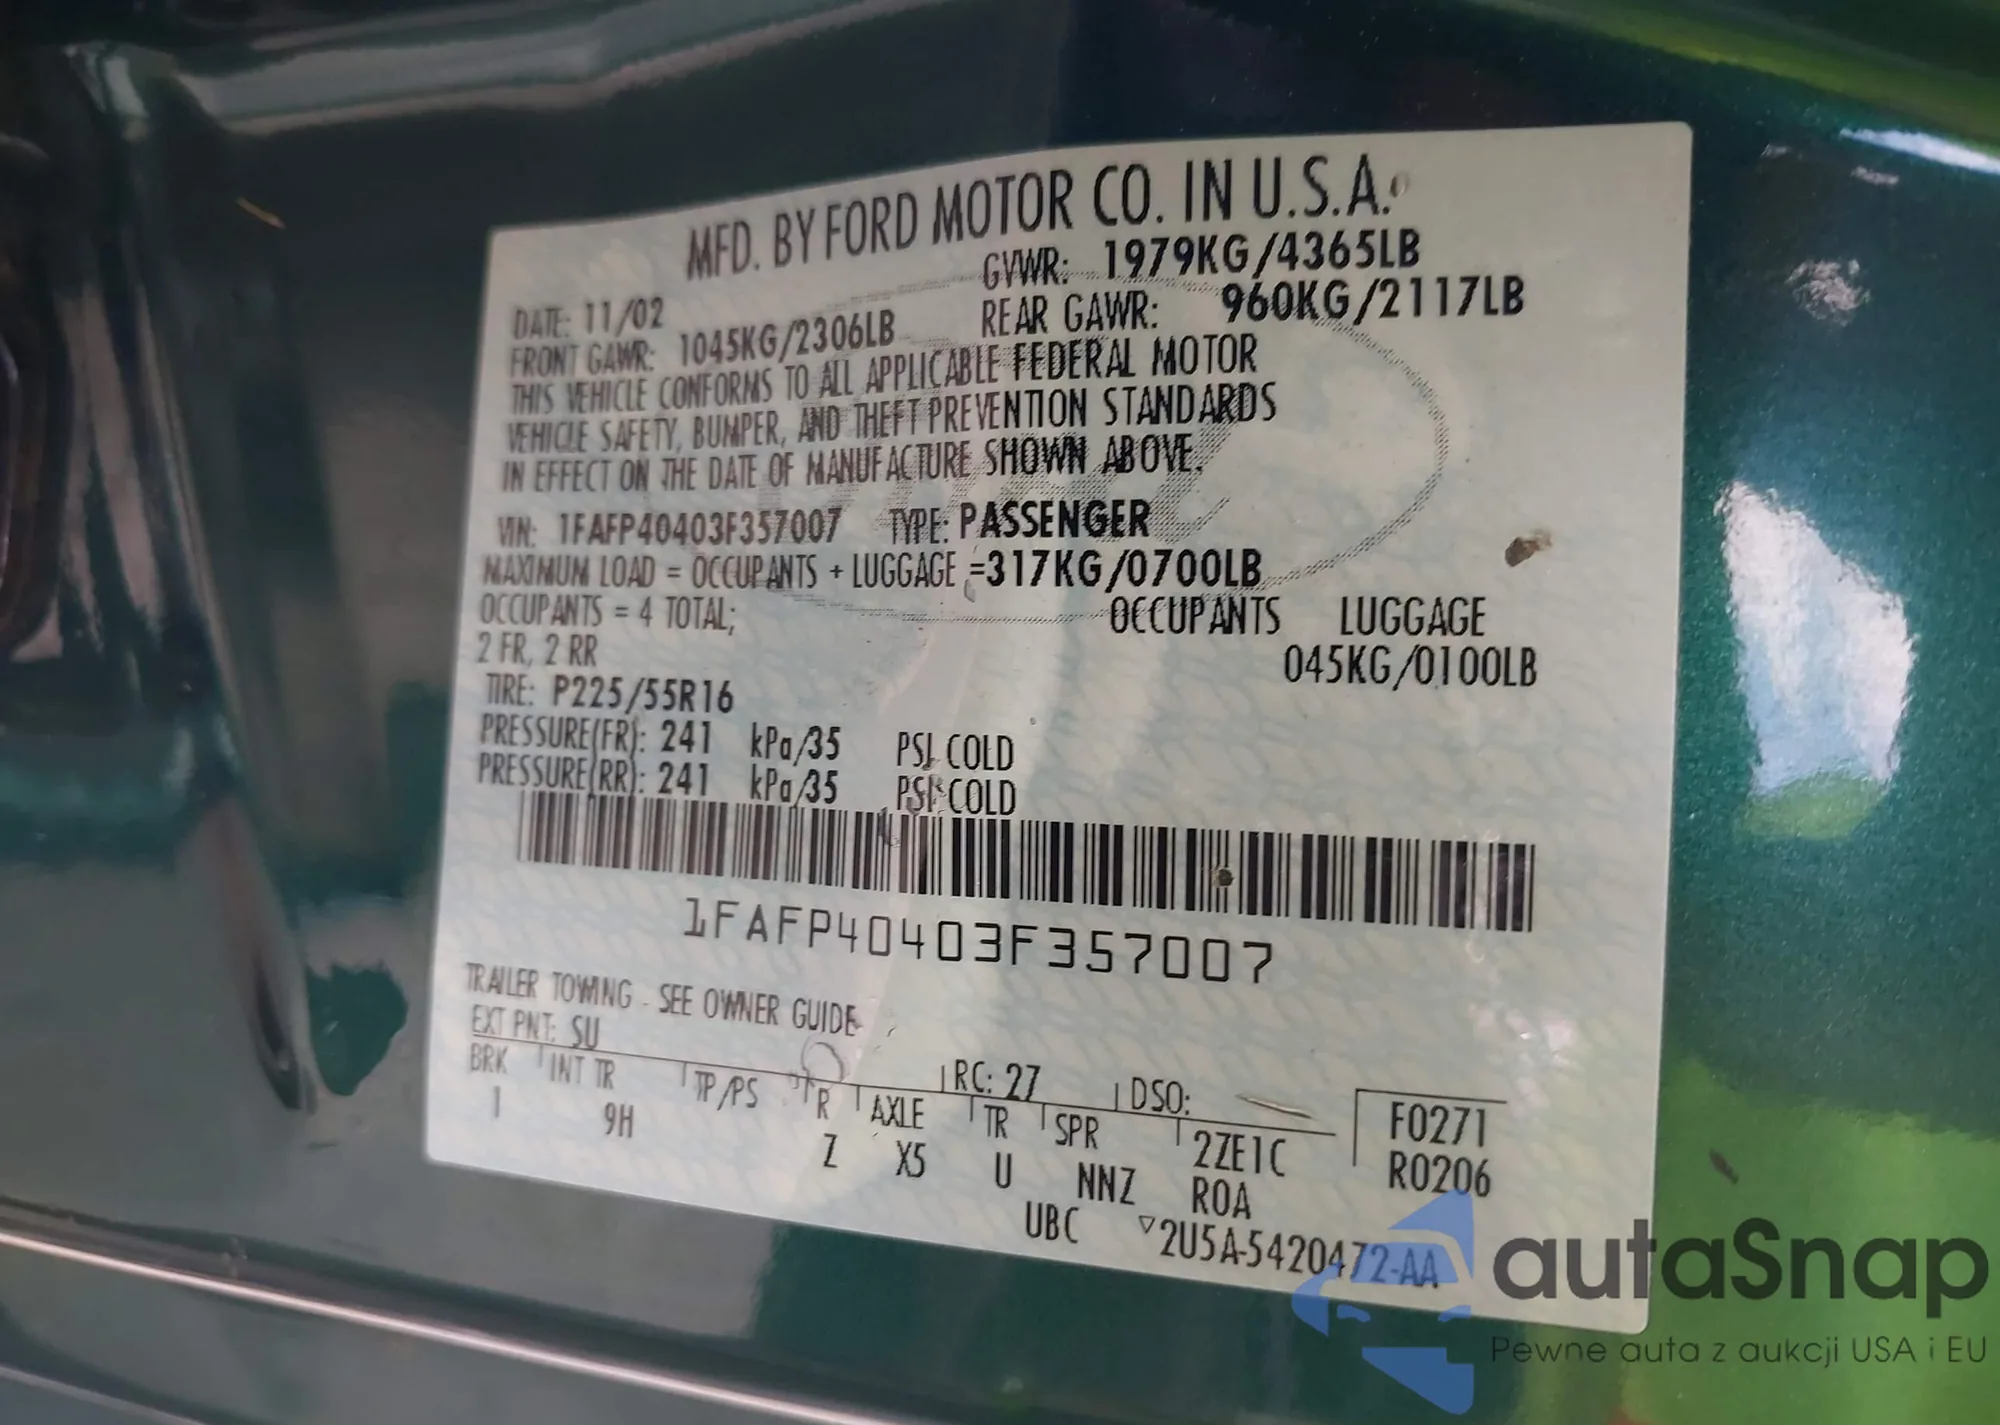 MFD. BY FORD MOTOR CO. IN U.S.A.
DATE: 11/02 GVWR: 1979KG/4365LB
FRONT GAWR: 1045KG/2306LB REAR GAWR: 960KG/2117LB
THIS VEHICLE CONFORMS TO ALL APPLICABLE FEDERAL MOTOR
VEHICLE SAFETY, BUMPER, AND THEFT PREVENTION STANDARDS
IN EFFECT ON THE DATE OF MANUFACTURE SHOWN ABOVE.
VIN: 1FAFP40403F357007 TYPE: PASSENGER
MAXIMUM LOAD = OCCUPANTS + LUGGAGE =317KG/0700LB
OCCUPANTS = 4 TOTAL; OCCUPANTS LUGGAGE
2 FR, 2 RR 045KG/0100LB
TIRE: P225/55R16
PRESSURE(FR): 241 kPa/35 PSI COLD
PRESSURE(RR): 241 kPa/35 PSI COLD
1FAFP40403F357007
TRAILER TOWING - SEE OWNER GUIDE
EXT PNT: SU RC: 27 DSO: F0271
BRK INT TR TP/PS R AXLE TR SPR 2ZE1C R0206
1 9H Z X5 U NNZ ROA
UBC ▽2U5A-5420472-AA
autaSnap
Pewne auta z aukcji USA i EU